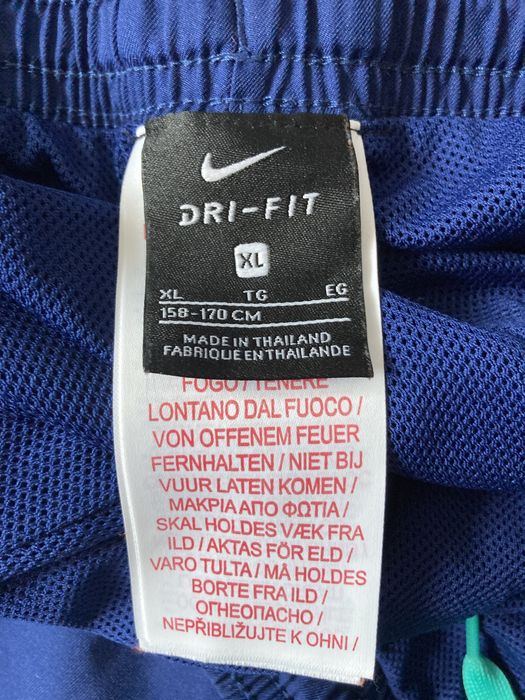 DRI-FIT
XL
XL TG EG
158-170 CM
MADE IN THAILAND
FABRIQUÉ EN THAILANDE
FOGO / TENERE
LONTANO DAL FUOCO /
VON OFFENEM FEUER
FERNHALTEN / NIET BIJ
VUUR LATEN KOMEN /
ΜΑΚΡΙΑ ΑΠΟ ΦΩΤΙΑ /
SKAL HOLDES VÆK FRA
ILD / AKTAS FÖR ELD /
VARO TULTA / MÅ HOLDES
BORTE FRA ILD /
ОГНЕОПАСНО /
NEPŘIBLIŽUJTE K OHNI /